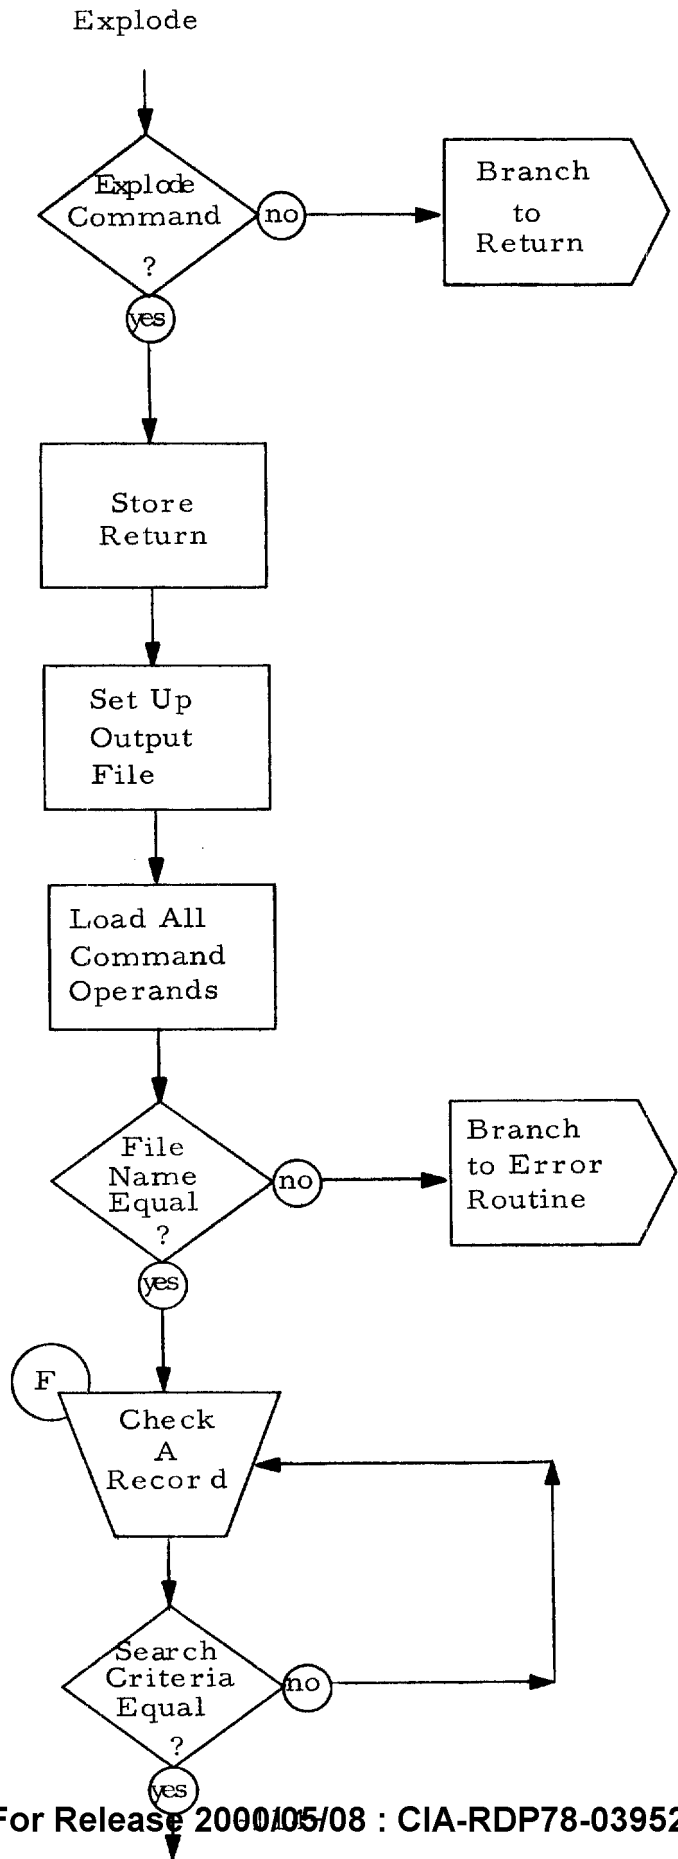 Explode
Explode
Command
?
no
Branch
to
Return
yes
Store
Return
Set Up
Output
File
Load All
Command
Operands
File
Name
Equal
?
no
Branch
to Error
Routine
yes
F
Check
A
Record
Search
Criteria
Equal
?
no
yes
For Release 2000/05/08 : CIA-RDP78-03952